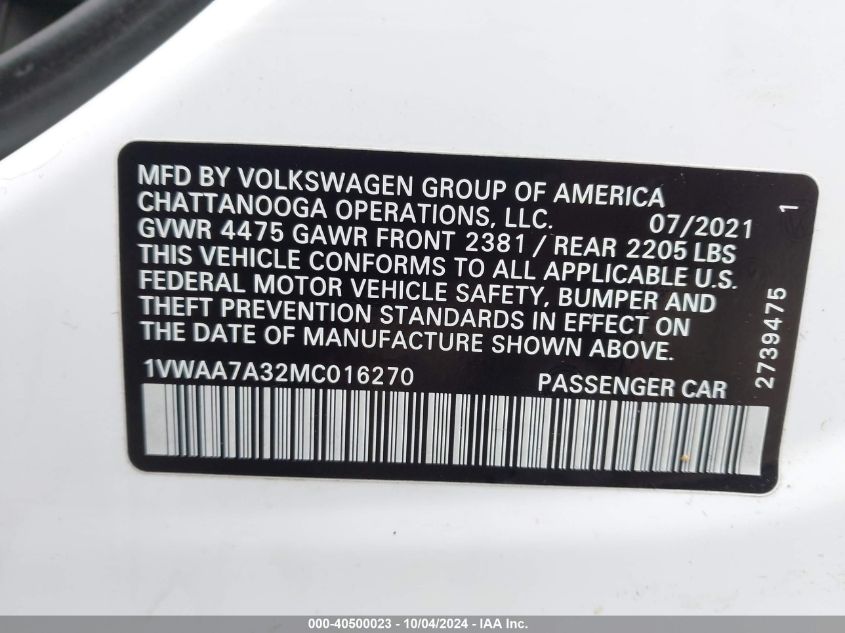 MFD BY VOLKSWAGEN GROUP OF AMERICA
CHATTANOOGA OPERATIONS, LLC. 07/2021
GVWR 4475 GAWR FRONT 2381 / REAR 2205 LBS
THIS VEHICLE CONFORMS TO ALL APPLICABLE U.S.
FEDERAL MOTOR VEHICLE SAFETY, BUMPER AND
THEFT PREVENTION STANDARDS IN EFFECT ON
THE DATE OF MANUFACTURE SHOWN ABOVE.
1VWAA7A32MC016270 PASSENGER CAR
2739475 1
000-40500023 - 10/04/2024 - IAA Inc.